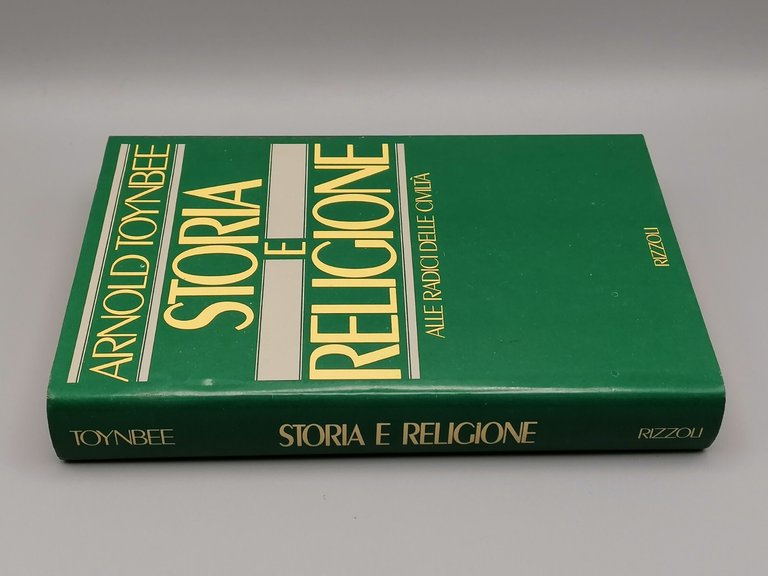 ARNOLD TOYNBEE
STORIA
E
RELIGIONE
ALLE RADICI DELLE CIVILTÀ
RIZZOLI
TOYNBEE
STORIA E RELIGIONE
RIZZOLI